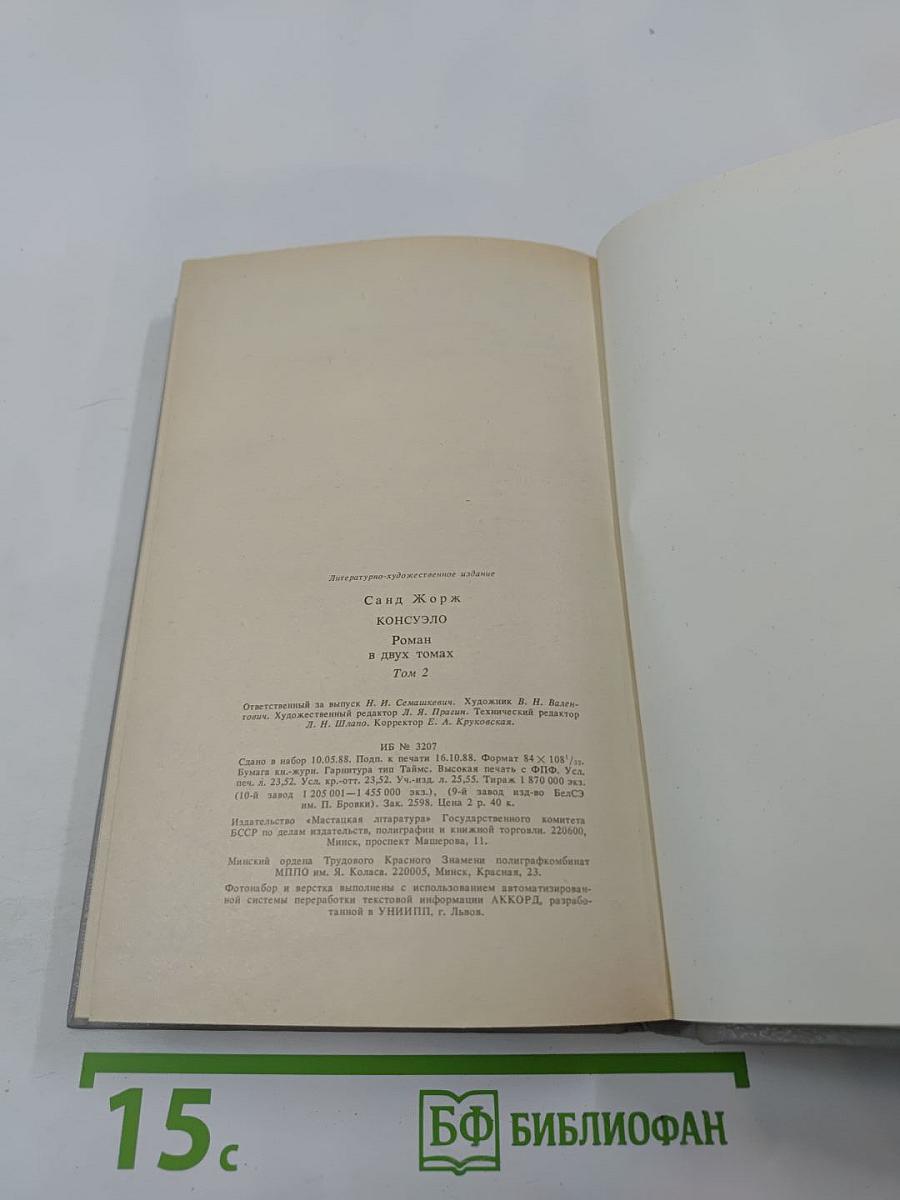 Литературно-художественное издание
Санд Жорж
КОНСУЭЛО
Роман
в двух томах
Том 2
Ответственный за выпуск Н. И. Семашкевич. Художник В. Н. Вален-
тович. Художественный редактор Л. Я. Прагин. Технический редактор
Л. Н. Шлапо. Корректор Е. А. Круковская.
ИБ № 3207
Сдано в набор 10.05.88. Подп. к печати 16.10.88. Формат 84 × 108¹/₃₂.
Бумага кн.-журн. Гарнитура тип Таймс. Высокая печать с ФПФ. Усл.
печ. л. 23,52. Усл. кр.-отт. 23,52. Уч.-изд. л. 25,55. Тираж 1 870 000 экз.
(10-й завод 1 205 001—1 455 000 экз.), (9-й завод изд-во БелСЭ
им. П. Бровки). Зак. 2598. Цена 2 р. 40 к.
Издательство «Мастацкая літаратура» Государственного комитета
БССР по делам издательств, полиграфии и книжной торговли. 220600,
Минск, проспект Машерова, 11.
Минский ордена Трудового Красного Знамени полиграфкомбинат
МППО им. Я. Коласа. 220005, Минск, Красная, 23.
Фотонабор и верстка выполнены с использованием автоматизирован-
ной системы переработки текстовой информации АККОРД, разрабо-
танной в УНИИПП, г. Львов.
15 с
БФ БИБЛИОФАН